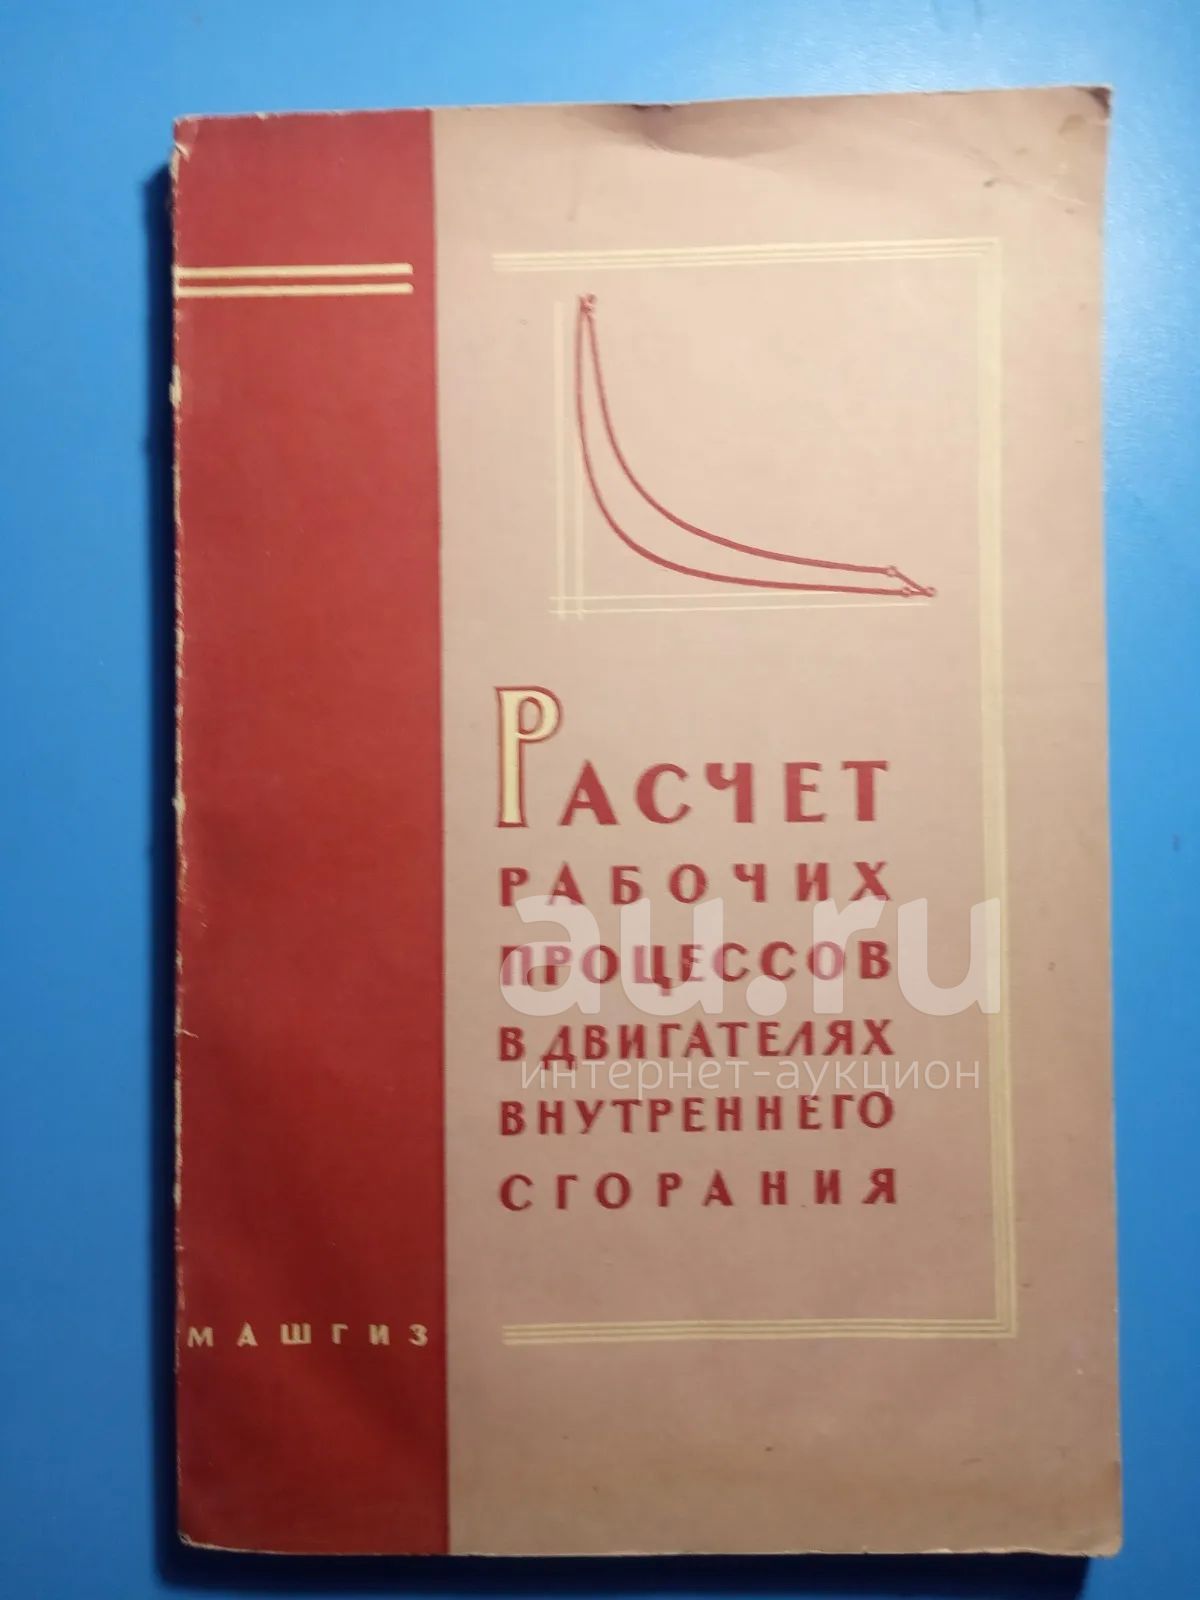 РАСЧЕТ
РАБОЧИХ
ПРОЦЕССОВ
В ДВИГАТЕЛЯХ
ВНУТРЕННЕГО
СГОРАНИЯ
МАШГИЗ
au.ru
интернет-аукцион